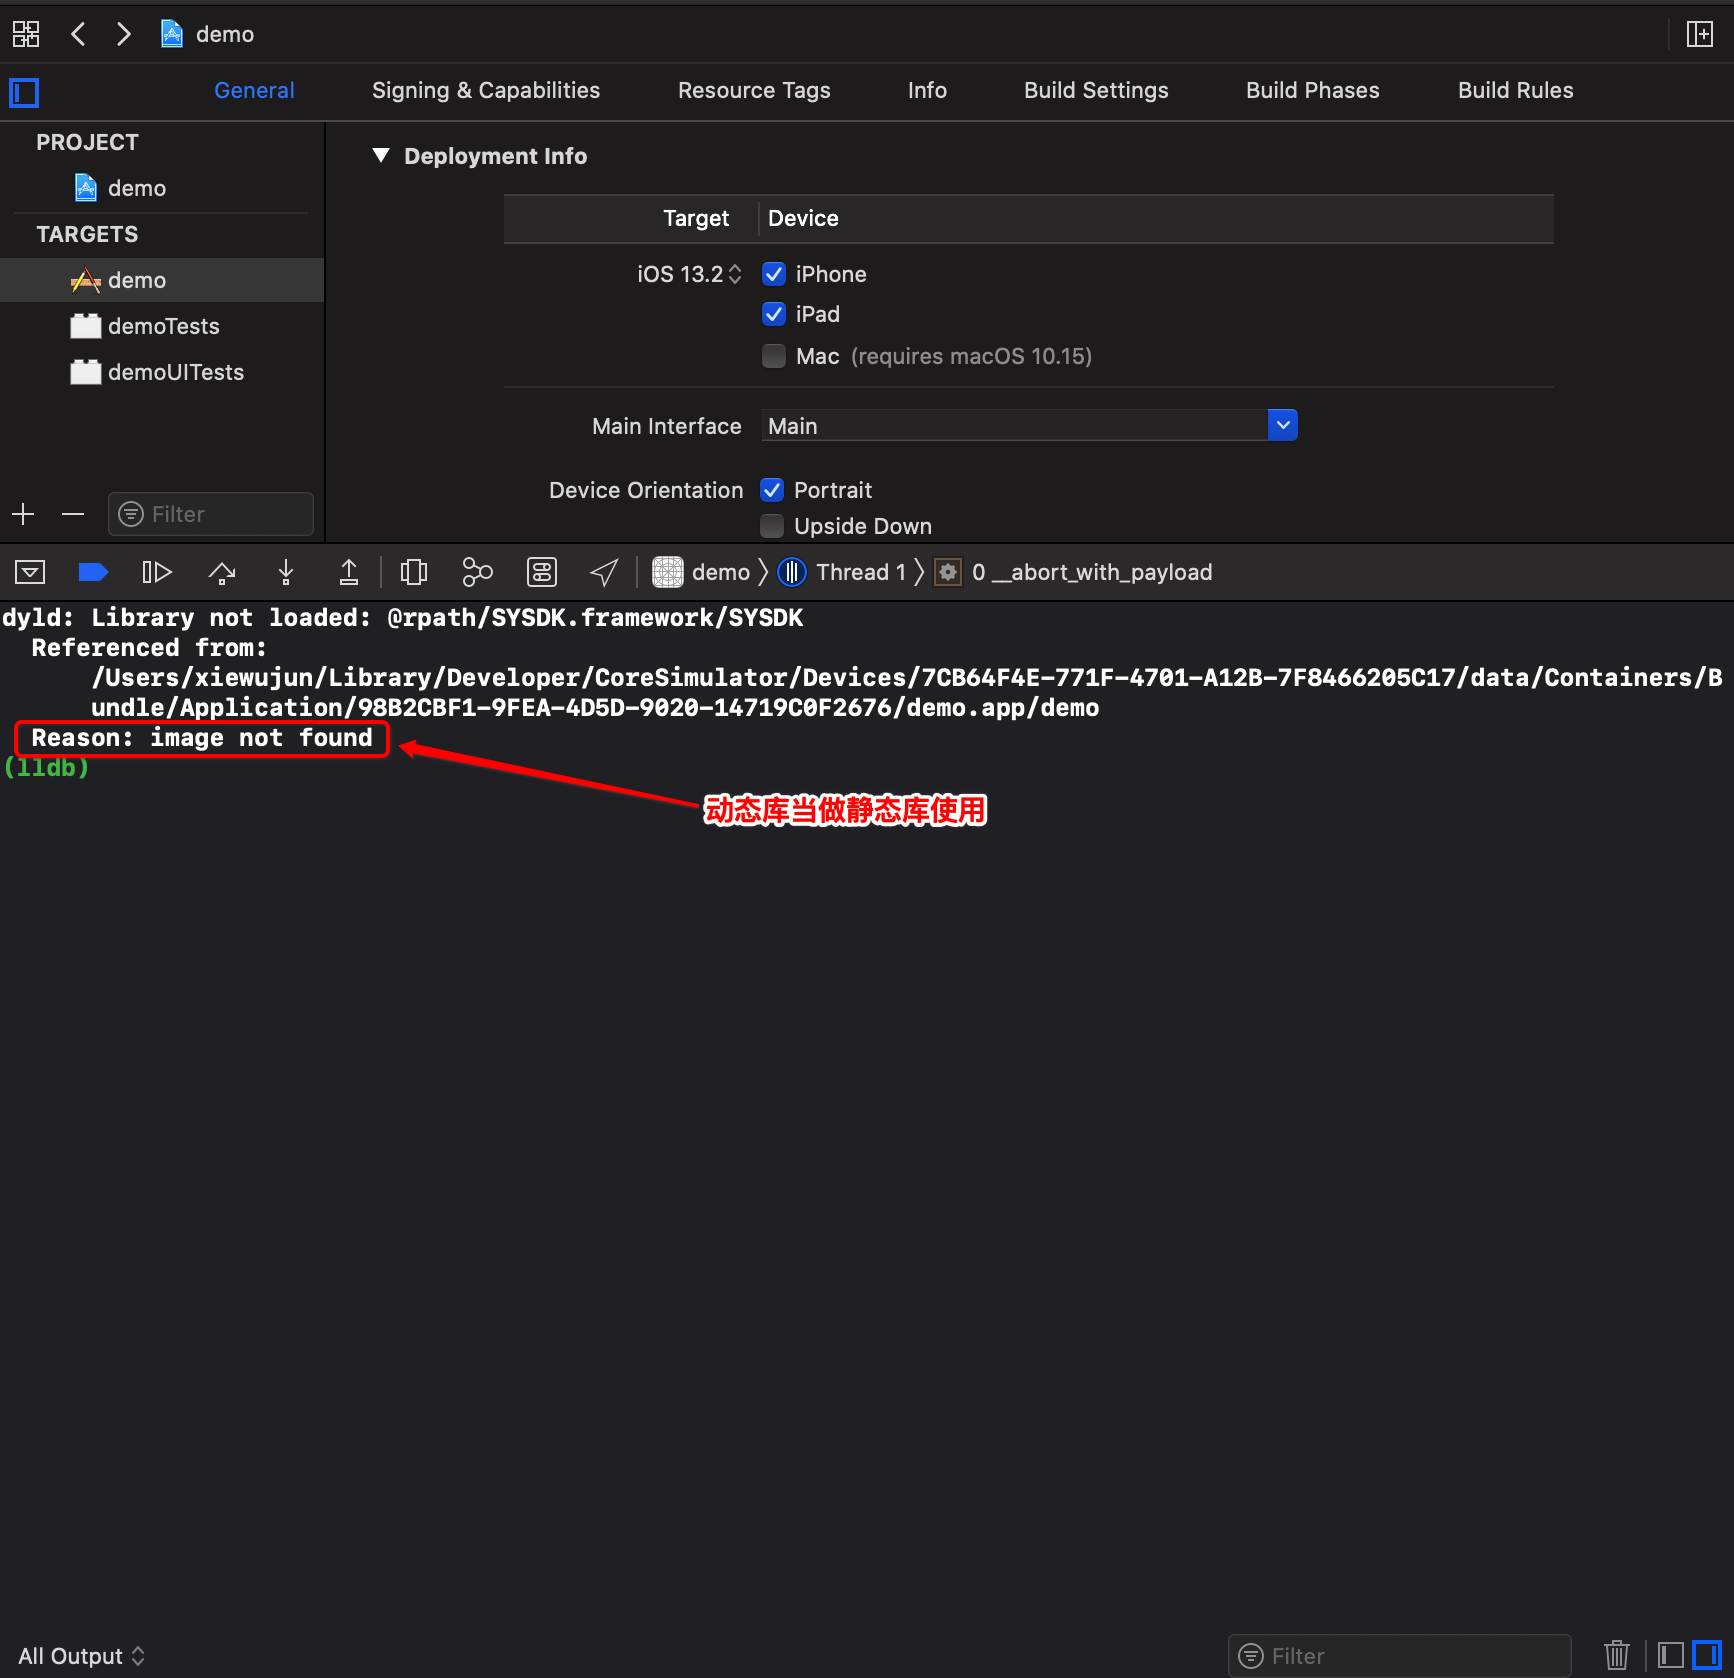 demo
General
Signing & Capabilities
Resource Tags
Info
Build Settings
Build Phases
Build Rules
PROJECT
demo
TARGETS
demo
demoTests
demoUITests
Filter
Deployment Info
Target
Device
iOS 13.2
iPhone
iPad
Mac (requires macOS 10.15)
Main Interface
Main
Device Orientation
Portrait
Upside Down
demo
Thread 1
0 __abort_with_payload
dyld: Library not loaded: @rpath/SYSDK.framework/SYSDK
Referenced from:
/Users/xiewujun/Library/Developer/CoreSimulator/Devices/7CB64F4E-771F-4701-A12B-7F8466205C17/data/Containers/B
undle/Application/98B2CBF1-9FEA-4D5D-9020-14719C0F2676/demo.app/demo
Reason: image not found
(lldb)
动态库当做静态库使用
All Output
Filter